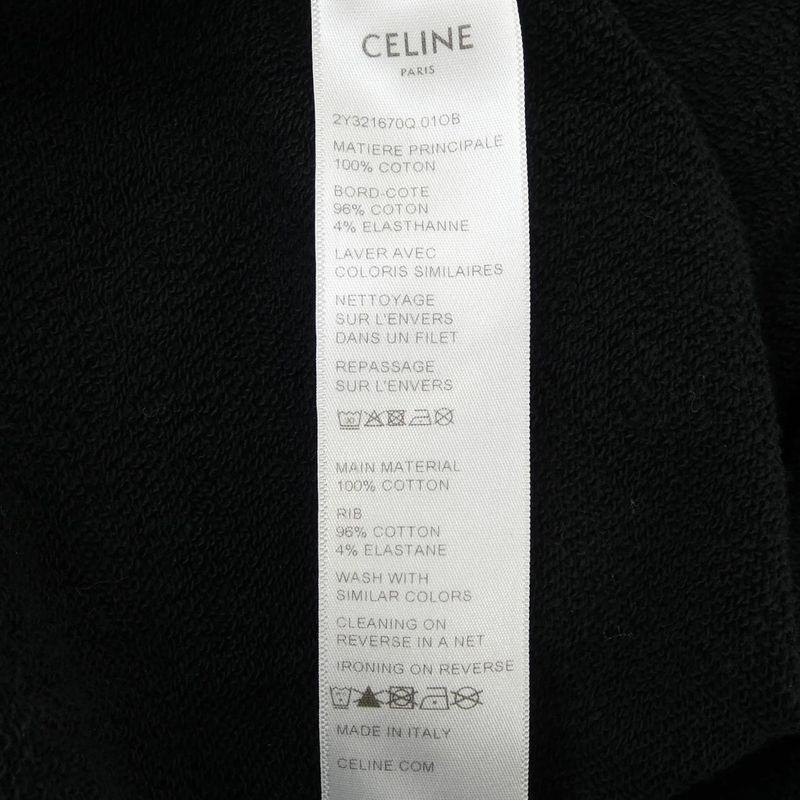 CELINE
PARIS
2Y321670Q.01OB
MATIERE PRINCIPALE
100% COTON
BORD-COTE
96% COTON
4% ELASTHANNE
LAVER AVEC
COLORIS SIMILAIRES
NETTOYAGE
SUR L'ENVERS
DANS UN FILET
REPASSAGE
SUR L'ENVERS
30
MAIN MATERIAL
100% COTTON
RIB
96% COTTON
4% ELASTANE
WASH WITH
SIMILAR COLORS
CLEANING ON
REVERSE IN A NET
IRONING ON REVERSE
MADE IN ITALY
CELINE.COM